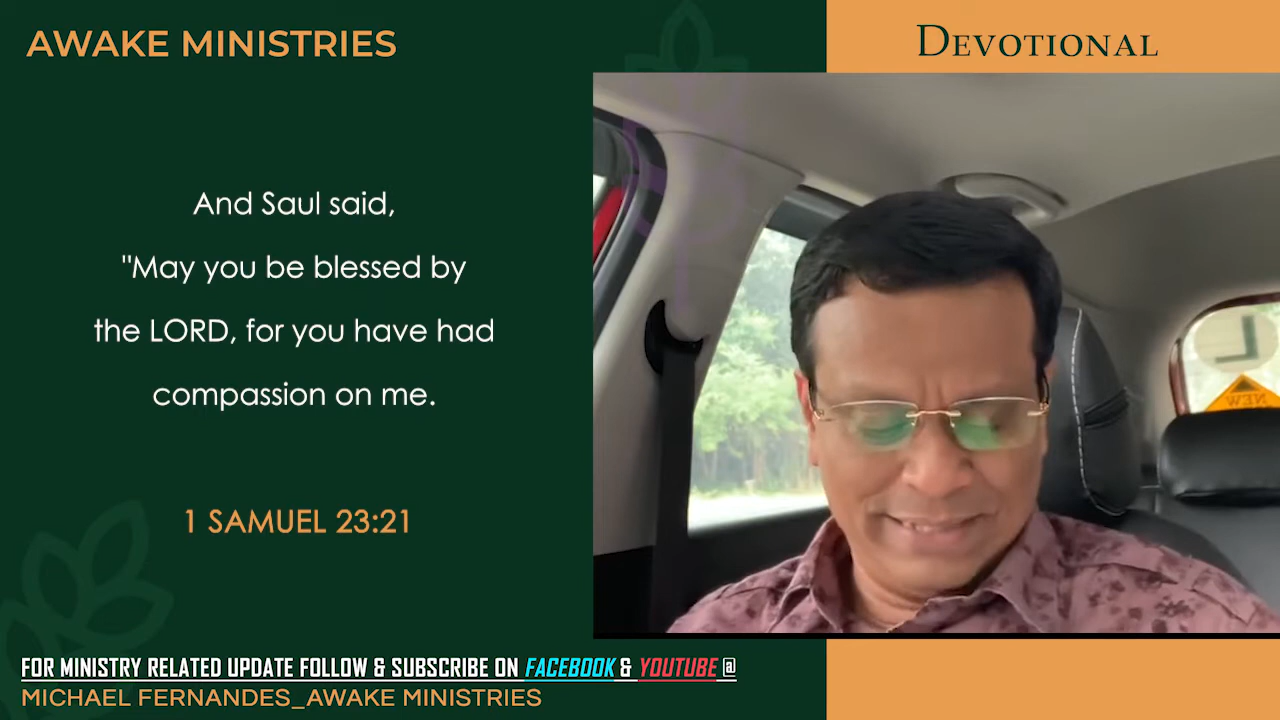 AWAKE MINISTRIES
DEVOTIONAL
And Saul said,
"May you be blessed by
the LORD, for you have had
compassion on me.
1 SAMUEL 23:21
L
NEW
FOR MINISTRY RELATED UPDATE FOLLOW & SUBSCRIBE ON FACEBOOK & YOUTUBE @
MICHAEL FERNANDES_AWAKE MINISTRIES